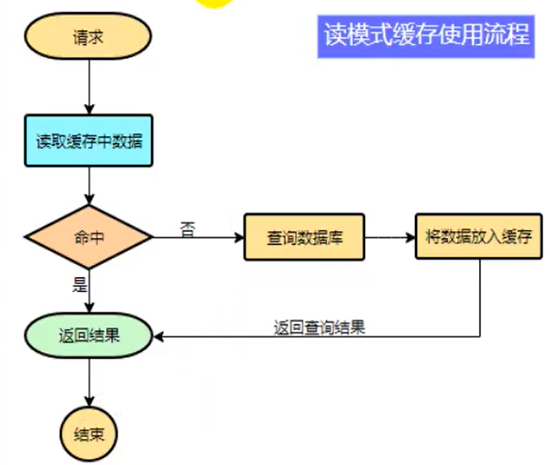 读模式缓存使用流程
请求
读取缓存中数据
命中
否
查询数据库
将数据放入缓存
是
返回查询结果
返回结果
结束